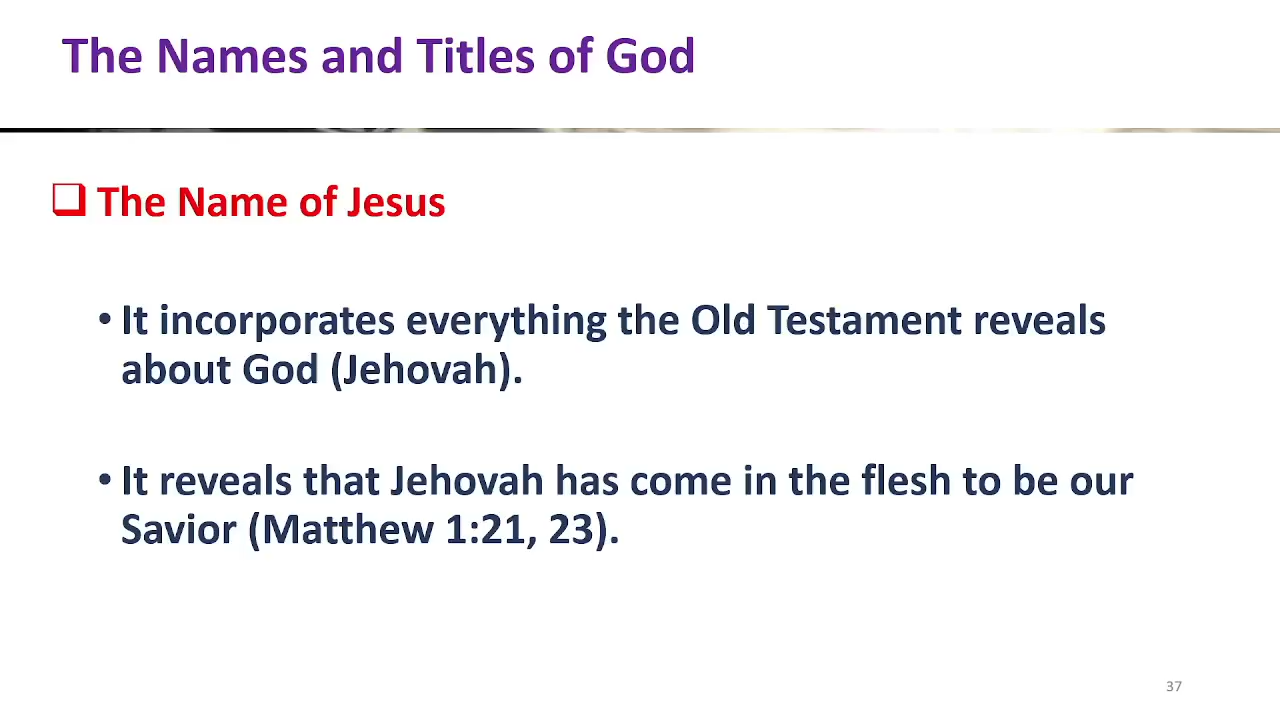 The Names and Titles of God
The Name of Jesus
• It incorporates everything the Old Testament reveals
about God (Jehovah).
• It reveals that Jehovah has come in the flesh to be our
Savior (Matthew 1:21, 23).
37